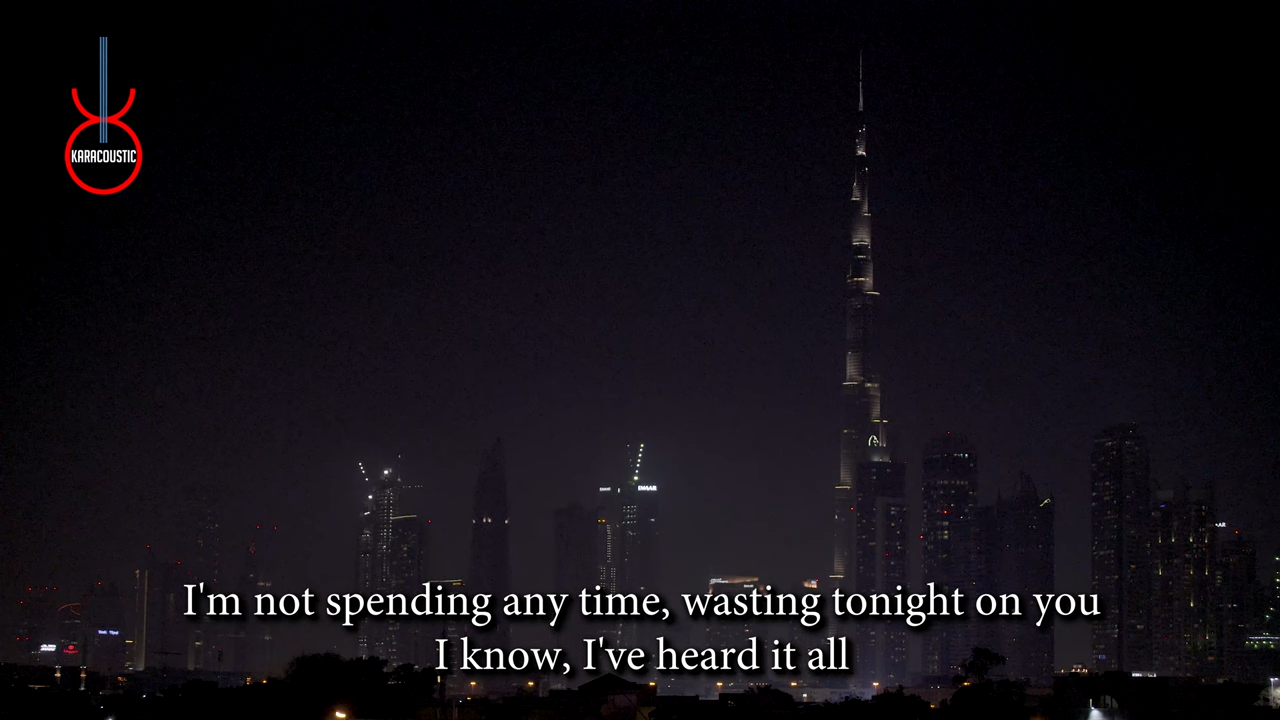 KARACOUSTIC
EMAAR
I'm not spending any time, wasting tonight on you
I know, I've heard it all